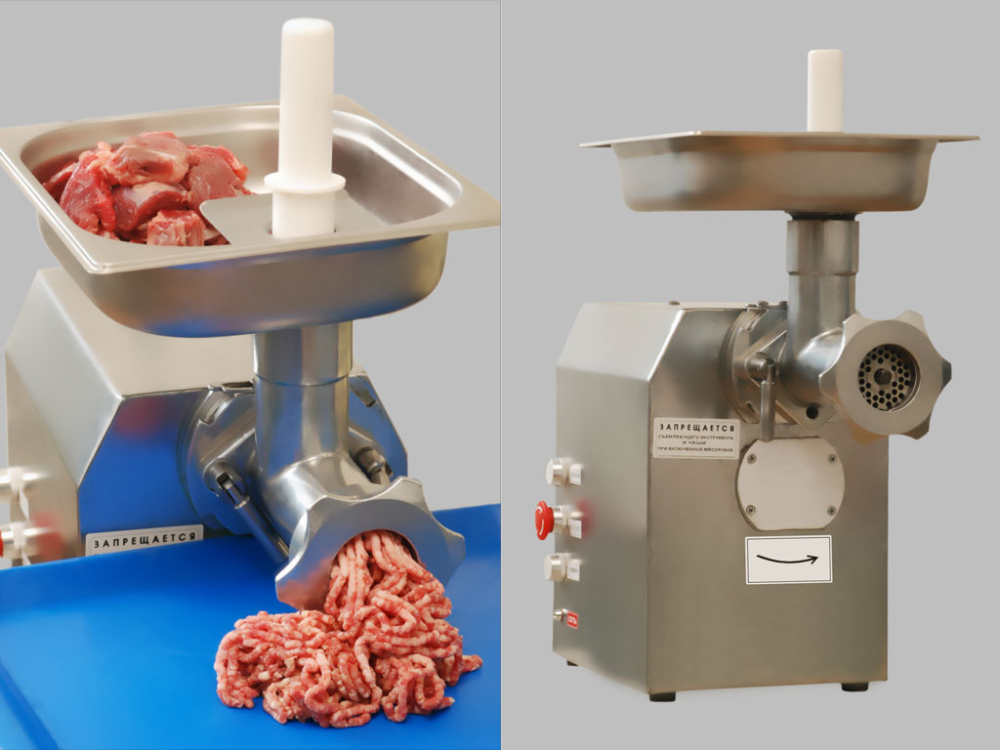 ЗАПРЕЩАЕТСЯ
ЗАПРЕЩАЕТСЯ
СЪЕМ РЕЖУЩЕГО ИНСТРУМЕНТА
И ЧАШИ
ПРИ ВКЛЮЧЕННОЙ МЯСОРУБКЕ